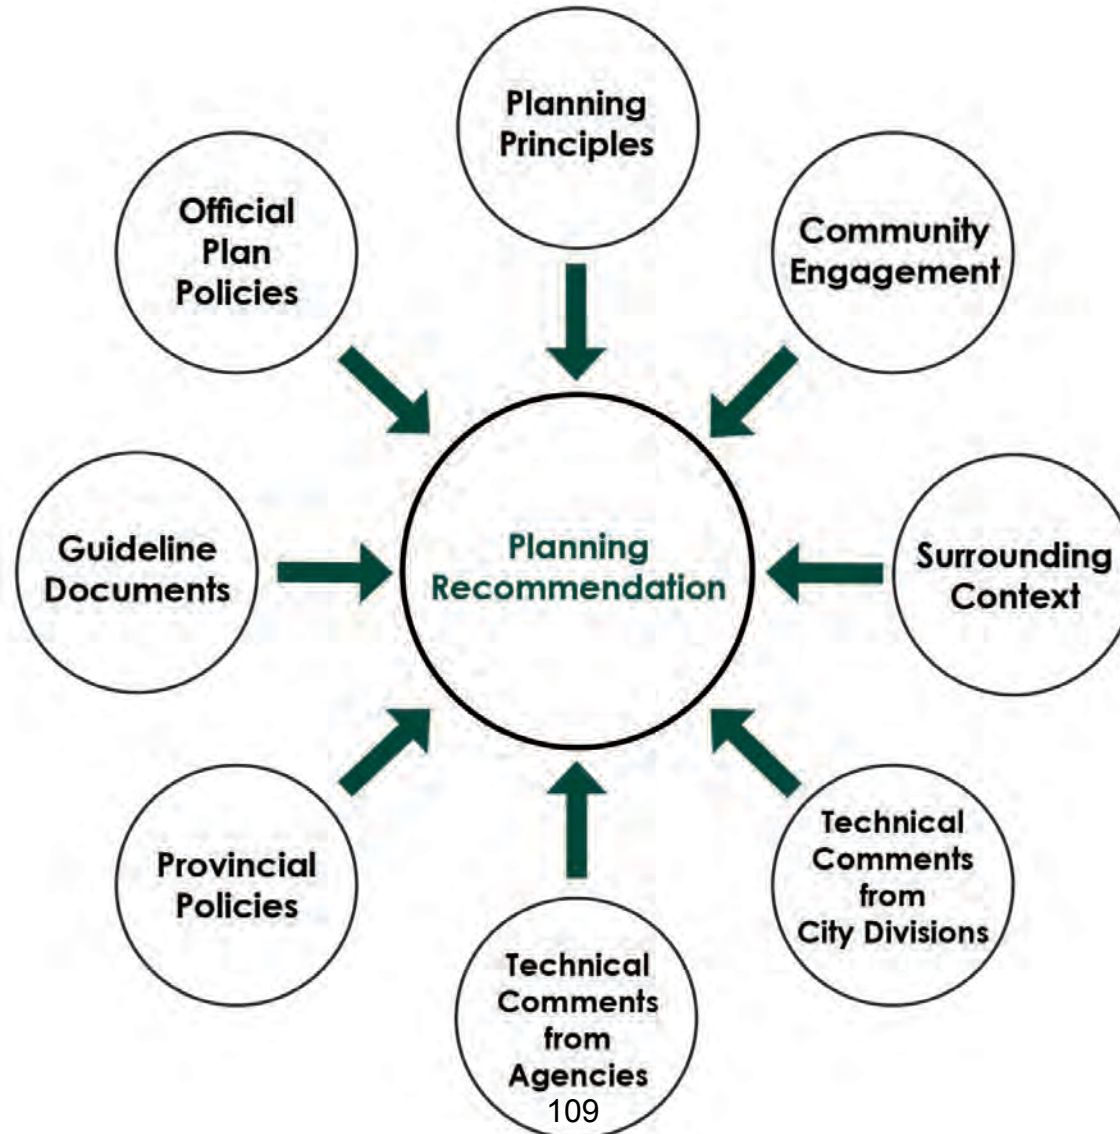 Planning
Principles
Official
Plan
Policies
Community
Engagement
Guideline
Documents
Planning
Recommendation
Surrounding
Context
Provincial
Policies
Technical
Comments
from
City Divisions
Technical
Comments
from
Agencies
109